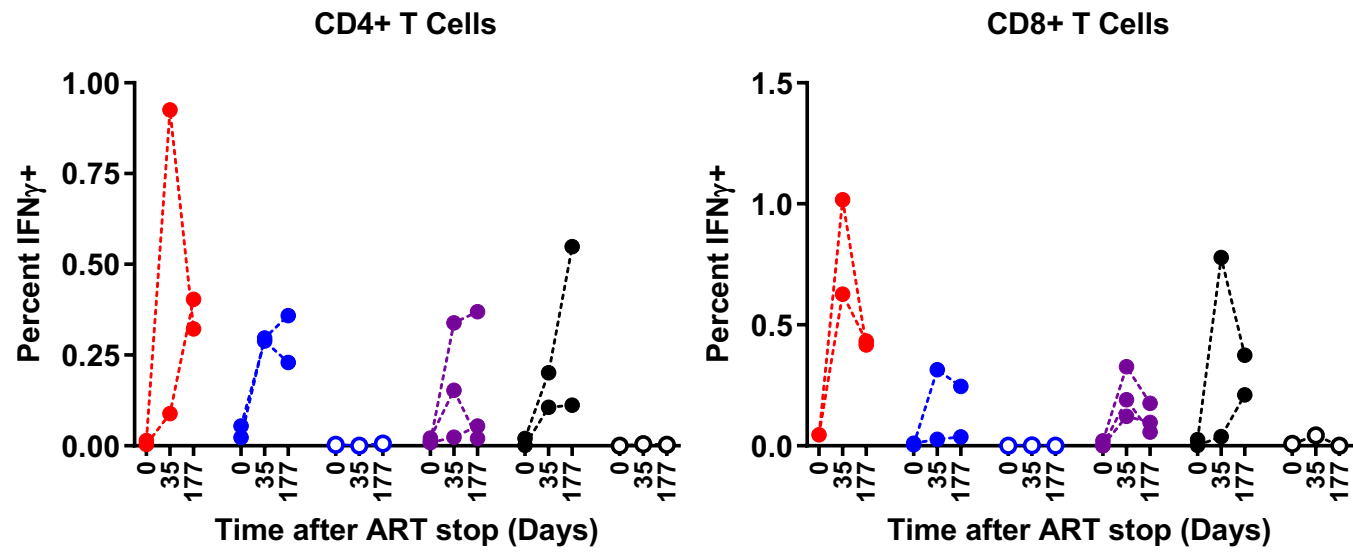 CD4+ T Cells
Percent IFNγ+
1.00
0.75
0.50
0.25
0.00
0 35 177 0 35 177 0 35 177 0 35 177 0 35 177 0 35 177
Time after ART stop (Days)
CD8+ T Cells
Percent IFNγ+
1.5
1.0
0.5
0.0
0 35 177 0 35 177 0 35 177 0 35 177 0 35 177 0 35 177
Time after ART stop (Days)